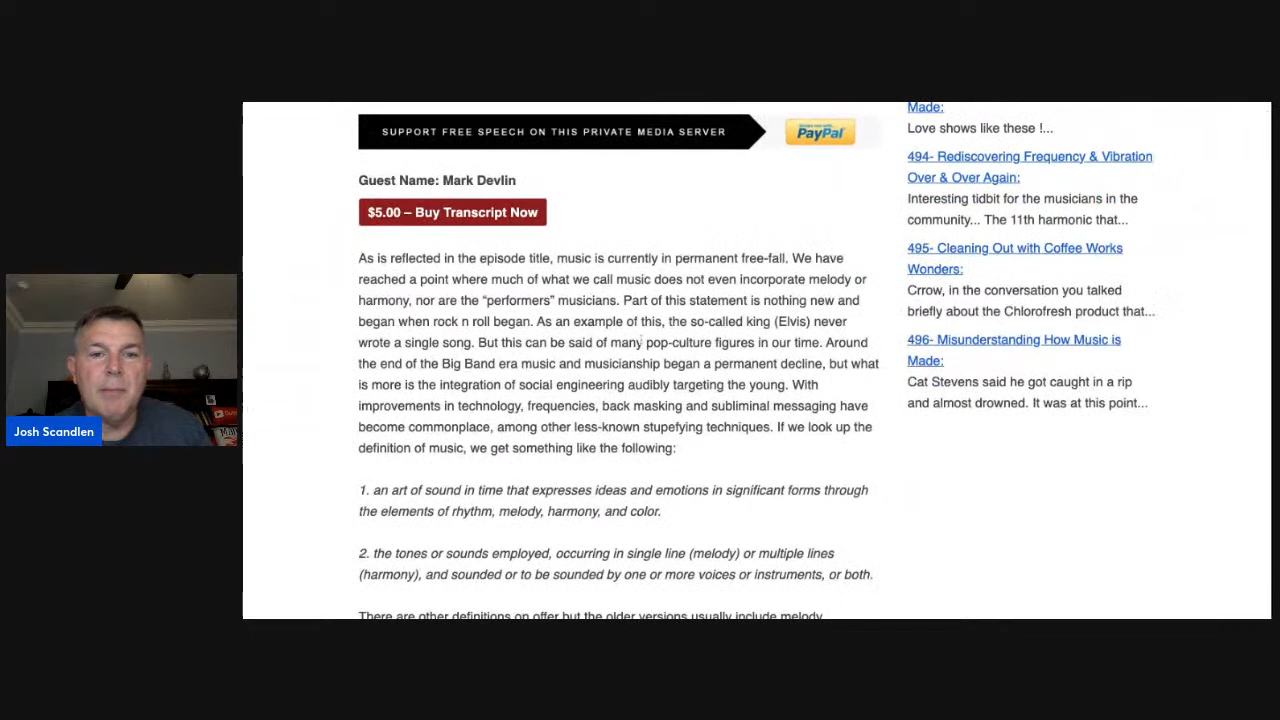 SUPPORT FREE SPEECH ON THIS PRIVATE MEDIA SERVER
PayPal
Guest Name: Mark Devlin
$5.00 – Buy Transcript Now
As is reflected in the episode title, music is currently in permanent free-fall. We have
reached a point where much of what we call music does not even incorporate melody or
harmony, nor are the “performers” musicians. Part of this statement is nothing new and
began when rock n roll began. As an example of this, the so-called king (Elvis) never
wrote a single song. But this can be said of many pop-culture figures in our time. Around
the end of the Big Band era music and musicianship began a permanent decline, but what
is more is the integration of social engineering audibly targeting the young. With
improvements in technology, frequencies, back masking and subliminal messaging have
become commonplace, among other less-known stupefying techniques. If we look up the
definition of music, we get something like the following:
1. an art of sound in time that expresses ideas and emotions in significant forms through
the elements of rhythm, melody, harmony, and color.
2. the tones or sounds employed, occurring in single line (melody) or multiple lines
(harmony), and sounded or to be sounded by one or more voices or instruments, or both.
There are other definitions on offer but the older versions usually include melody
Made:
Love shows like these !...
494- Rediscovering Frequency & Vibration
Over & Over Again:
Interesting tidbit for the musicians in the
community... The 11th harmonic that...
495- Cleaning Out with Coffee Works
Wonders:
Crrow, in the conversation you talked
briefly about the Chlorofresh product that...
496- Misunderstanding How Music is
Made:
Cat Stevens said he got caught in a rip
and almost drowned. It was at this point...
Josh Scandlen